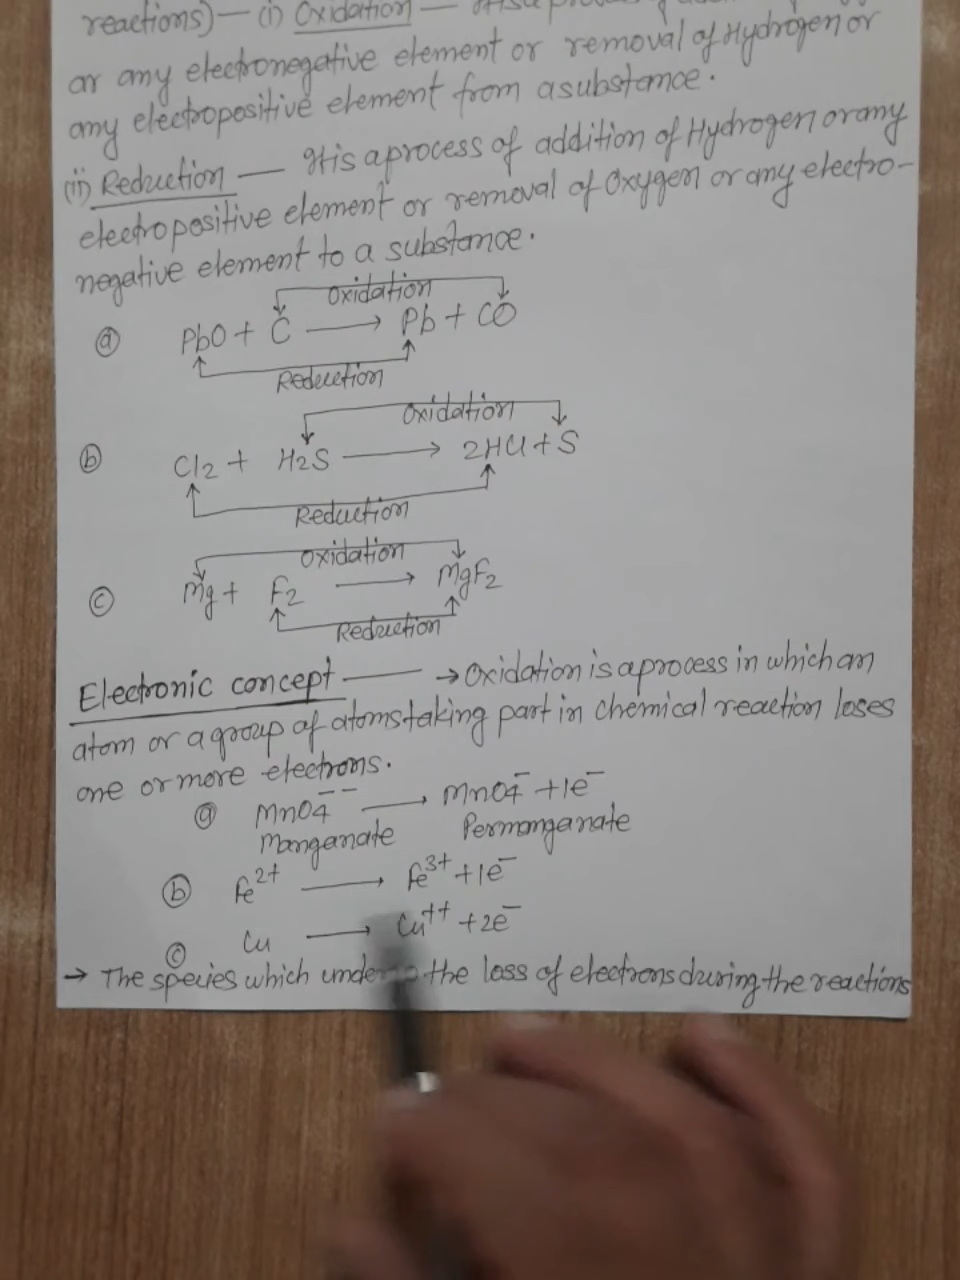 reactions) — (i) Oxidation —
or any electronegative element or removal of Hydrogen or
any electropositive element from a substance.
(ii) Reduction — It is a process of addition of Hydrogen or any
electropositive element or removal of Oxygen or any electro-
negative element to a substance.
Oxidation
(a) PbO + C → Pb + CO
Reduction
Oxidation
(b) Cl2 + H2S → 2HCl + S
Reduction
Oxidation
(c) Mg + F2 → MgF2
Reduction
Electronic concept — → Oxidation is a process in which an
atom or a group of atoms taking part in chemical reaction loses
one or more electrons.
(a) MnO4^-- → MnO4^- + 1e^-
Manganate Permanganate
(b) Fe^2+ → Fe^3+ + 1e^-
(c) Cu → Cu^++ + 2e^-
→ The species which the loss of electrons during the reactions